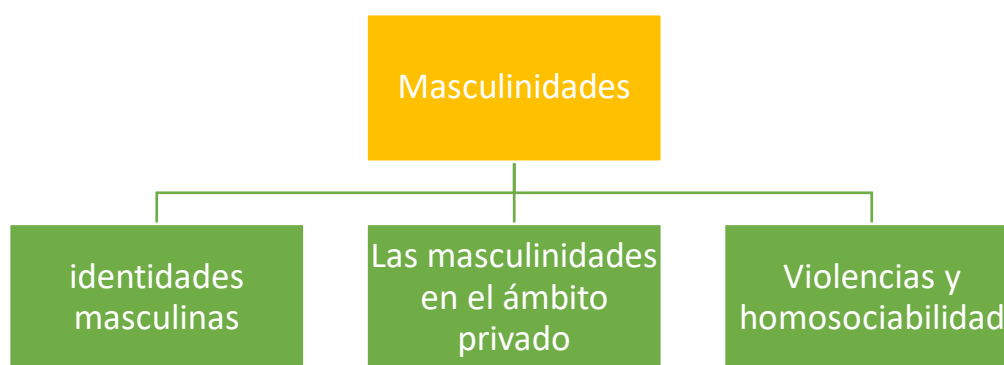 Masculinidades
identidades
masculinas
Las masculinidades
en el ámbito
privado
Violencias y
homosociabilidad